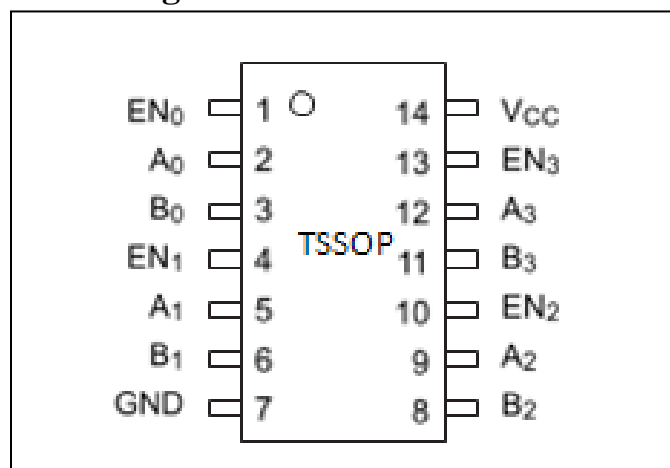 EN0 1 14 VCC
A0 2 13 EN3
B0 3 12 A3
EN1 4 TSSOP 11 B3
A1 5 10 EN2
B1 6 9 A2
GND 7 8 B2